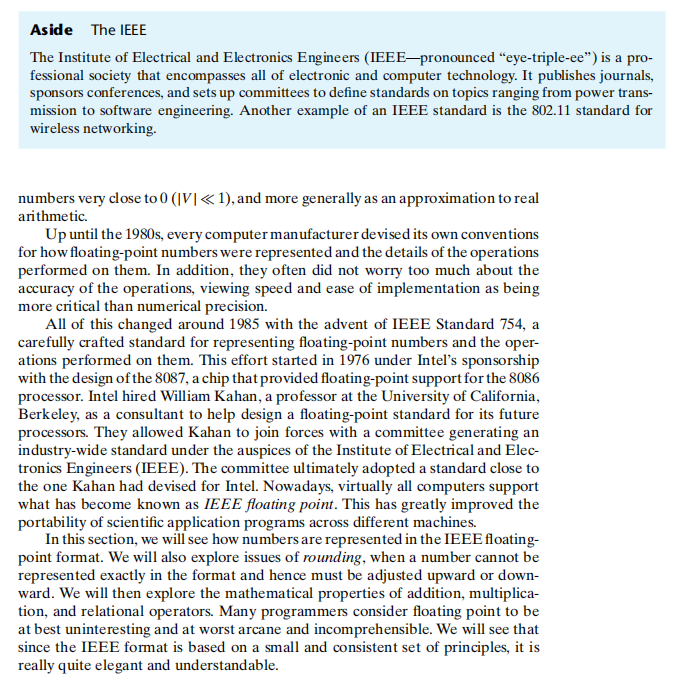 Aside The IEEE
The Institute of Electrical and Electronics Engineers (IEEE—pronounced “eye-triple-ee”) is a pro-
fessional society that encompasses all of electronic and computer technology. It publishes journals,
sponsors conferences, and sets up committees to define standards on topics ranging from power trans-
mission to software engineering. Another example of an IEEE standard is the 802.11 standard for
wireless networking.
numbers very close to 0 (|V| ≪ 1), and more generally as an approximation to real
arithmetic.
Up until the 1980s, every computer manufacturer devised its own conventions
for how floating-point numbers were represented and the details of the operations
performed on them. In addition, they often did not worry too much about the
accuracy of the operations, viewing speed and ease of implementation as being
more critical than numerical precision.
All of this changed around 1985 with the advent of IEEE Standard 754, a
carefully crafted standard for representing floating-point numbers and the oper-
ations performed on them. This effort started in 1976 under Intel’s sponsorship
with the design of the 8087, a chip that provided floating-point support for the 8086
processor. Intel hired William Kahan, a professor at the University of California,
Berkeley, as a consultant to help design a floating-point standard for its future
processors. They allowed Kahan to join forces with a committee generating an
industry-wide standard under the auspices of the Institute of Electrical and Elec-
tronics Engineers (IEEE). The committee ultimately adopted a standard close to
the one Kahan had devised for Intel. Nowadays, virtually all computers support
what has become known as IEEE floating point. This has greatly improved the
portability of scientific application programs across different machines.
In this section, we will see how numbers are represented in the IEEE floating-
point format. We will also explore issues of rounding, when a number cannot be
represented exactly in the format and hence must be adjusted upward or down-
ward. We will then explore the mathematical properties of addition, multiplica-
tion, and relational operators. Many programmers consider floating point to be
at best uninteresting and at worst arcane and incomprehensible. We will see that
since the IEEE format is based on a small and consistent set of principles, it is
really quite elegant and understandable.